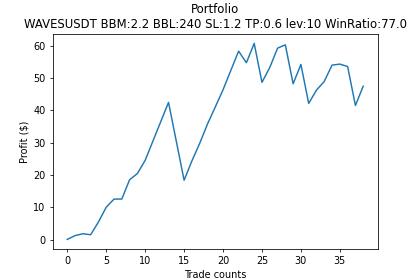 Portfolio
WAVESUSDT BBM:2.2 BBL:240 SL:1.2 TP:0.6 lev:10 WinRatio:77.0
60
50
40
30
20
10
0
Profit ($)
0 5 10 15 20 25 30 35
Trade counts